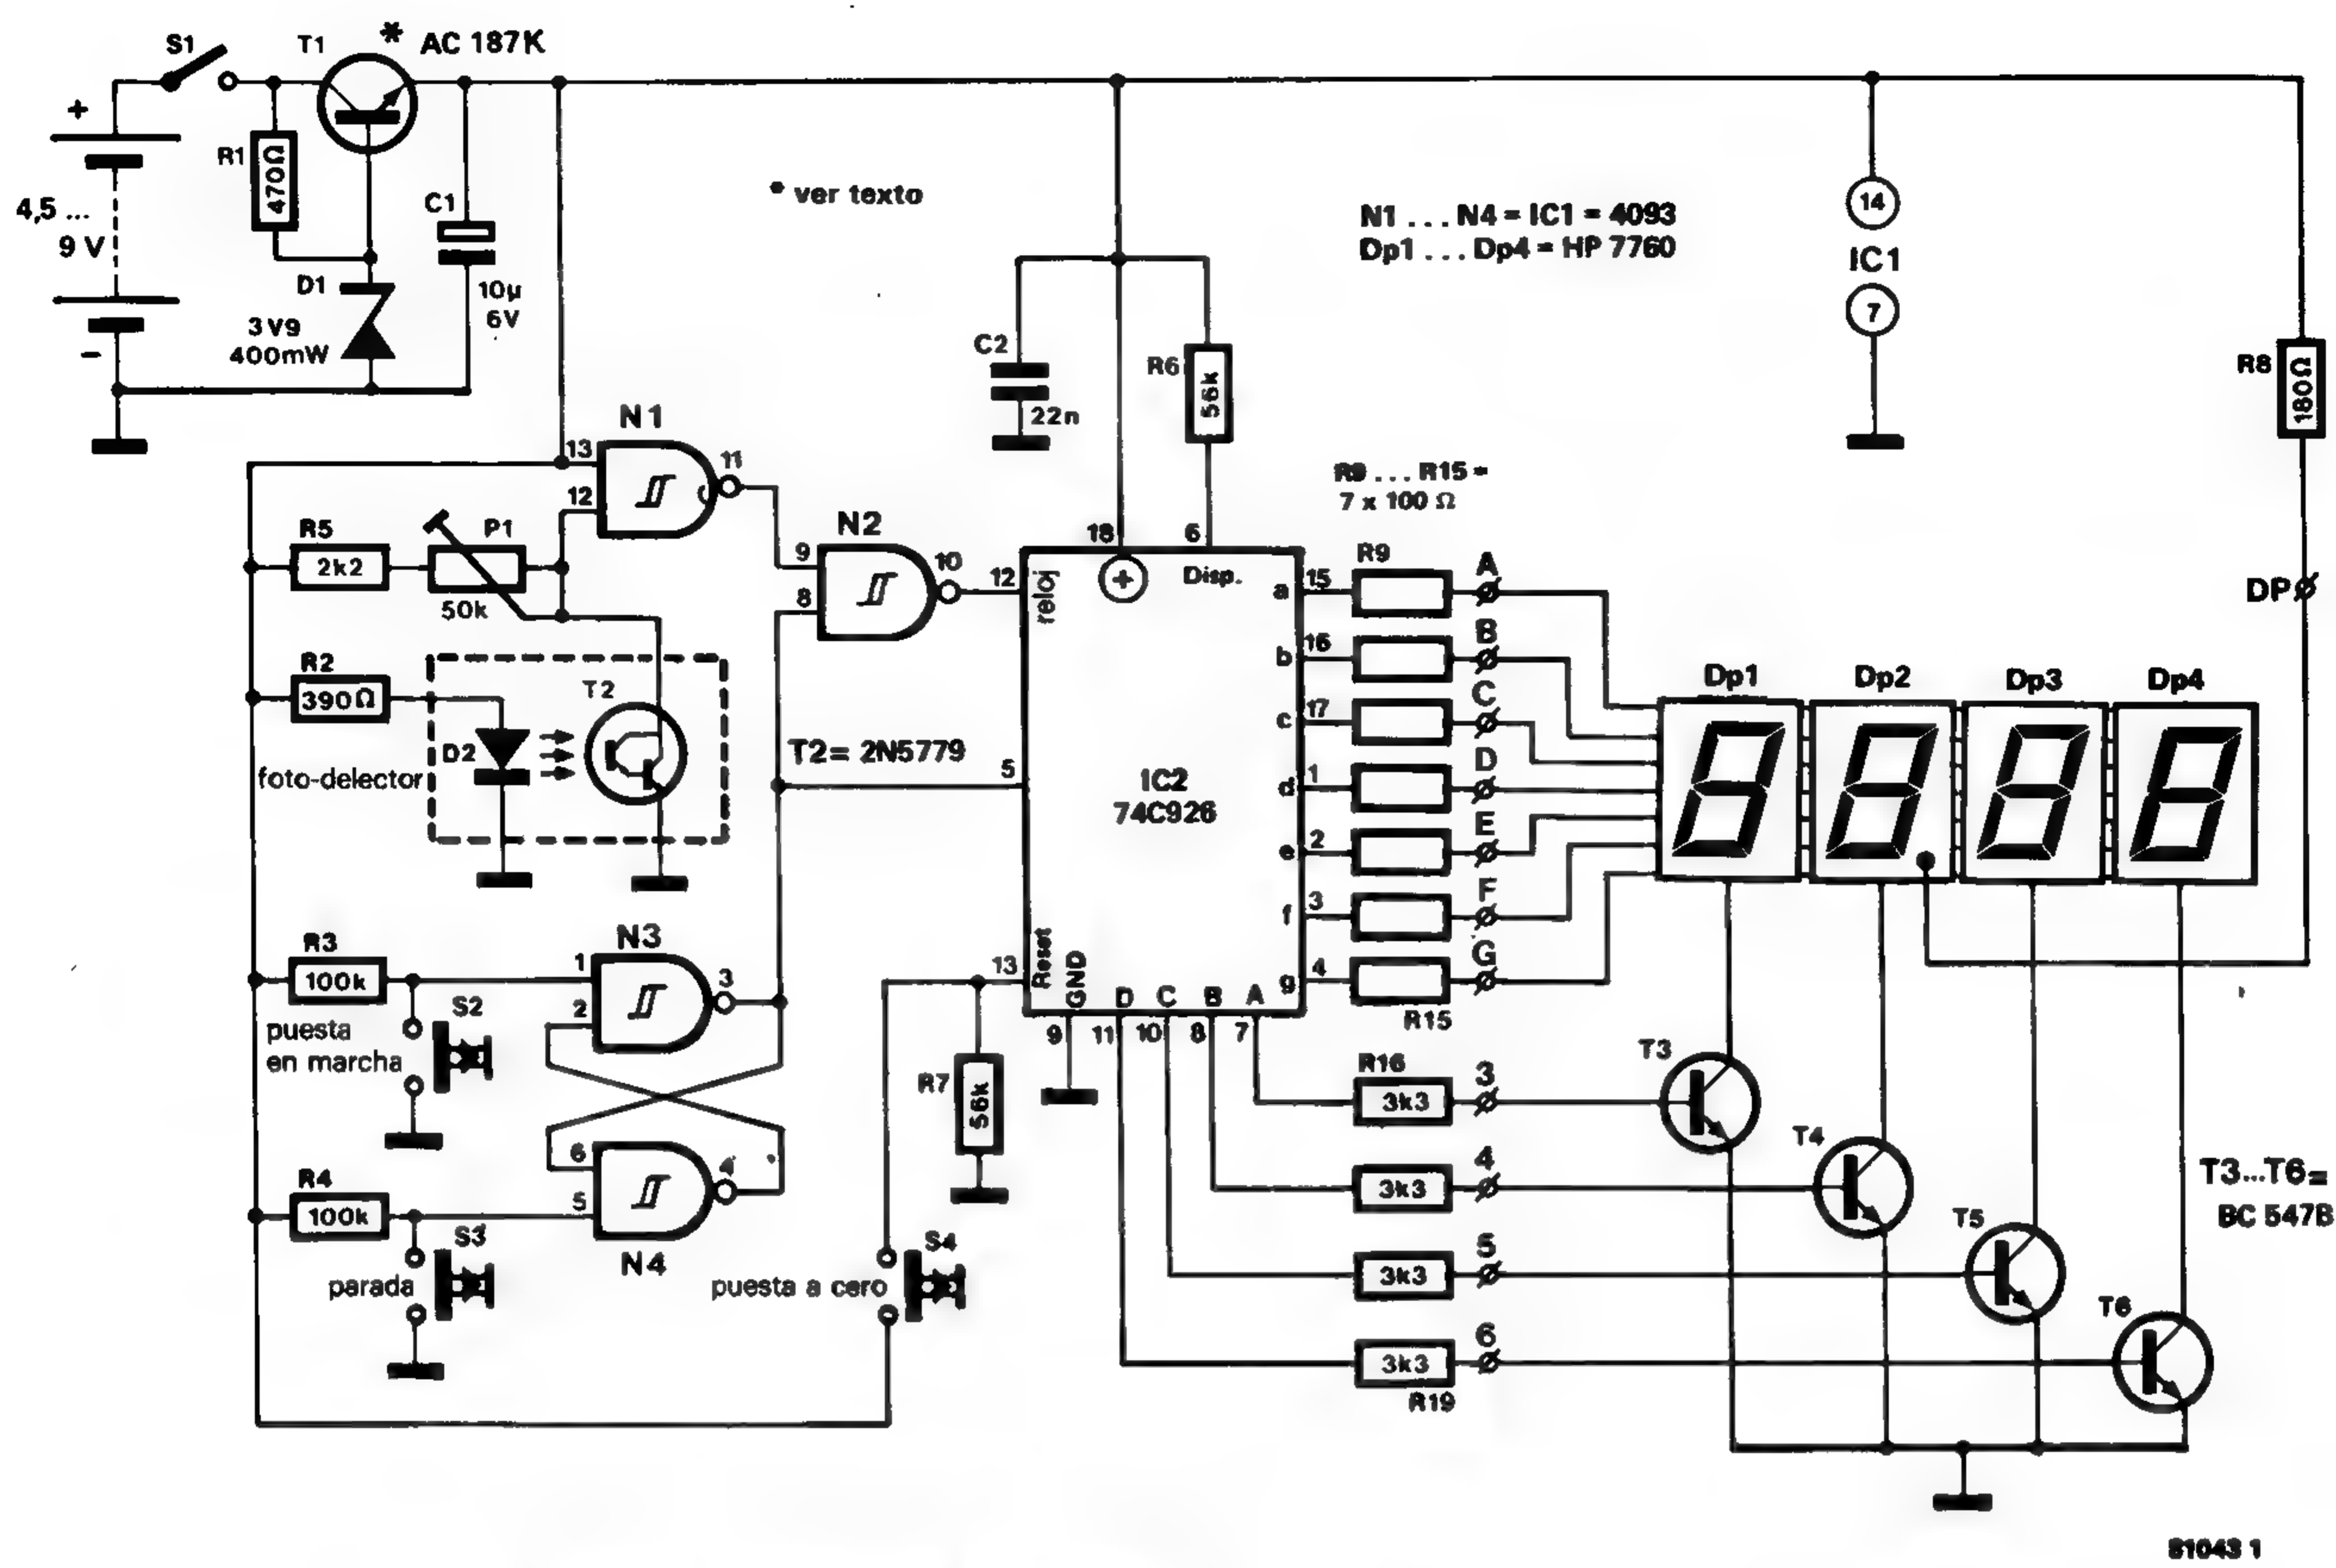 S1
T1
* AC 187K
+
R1
470Ω
4,5 ...
9 V
−
C1
10µ
6V
D1
3V9
400mW
* ver texto
N1 ... N4 = IC1 = 4093
Dp1 ... Dp4 = HP 7760
14
IC1
7
R8
180Ω
DP
C2
22n
R6
56k
N1
13
12
11
R5
2k2
P1
50k
N2
9
8
10
12
reloj
18
+
6
Disp.
R9 ... R15 =
7 x 100 Ω
R2
390Ω
T2
D2
foto-delector
T2= 2N5779
5
IC2
74C926
a
15
R9
A
b
16
B
c
17
C
d
1
D
e
2
E
f
3
F
g
4
G
R15
Dp1
Dp2
Dp3
Dp4
R3
100k
N3
1
2
3
S2
puesta
en marcha
13
Reset
GND
D
C
B
A
9
11
10
8
7
R7
56k
R4
100k
6
5
4
N4
S3
parada
puesta a cero
S4
R16
3k3
3
T3
3k3
4
T4
3k3
5
T5
3k3
6
T6
R19
T3...T6=
BC 547B
81043 1